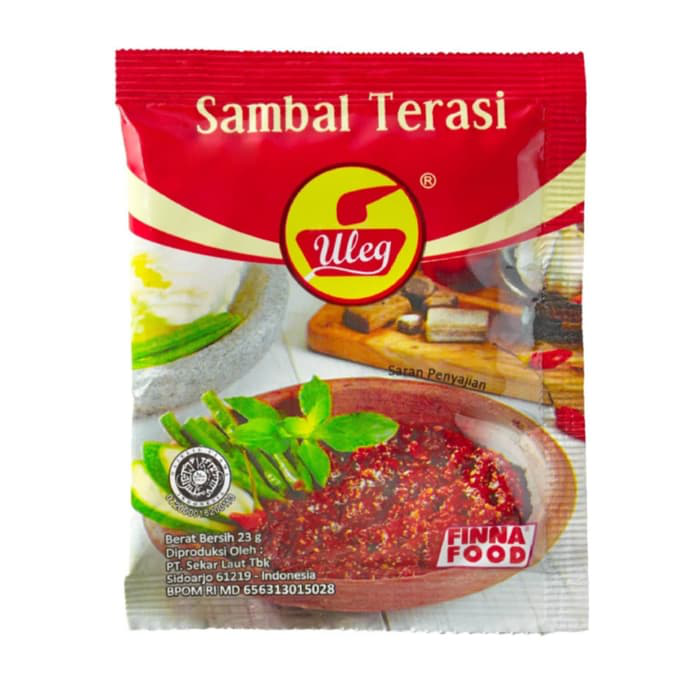 Sambal Terasi
®
Uleg
Saran Penyajian
FINNA
FOOD
Berat Bersih 23 g
Diproduksi Oleh :
PT. Sekar Laut Tbk
Sidoarjo 61219 - Indonesia
BPOM RI MD 656313015028